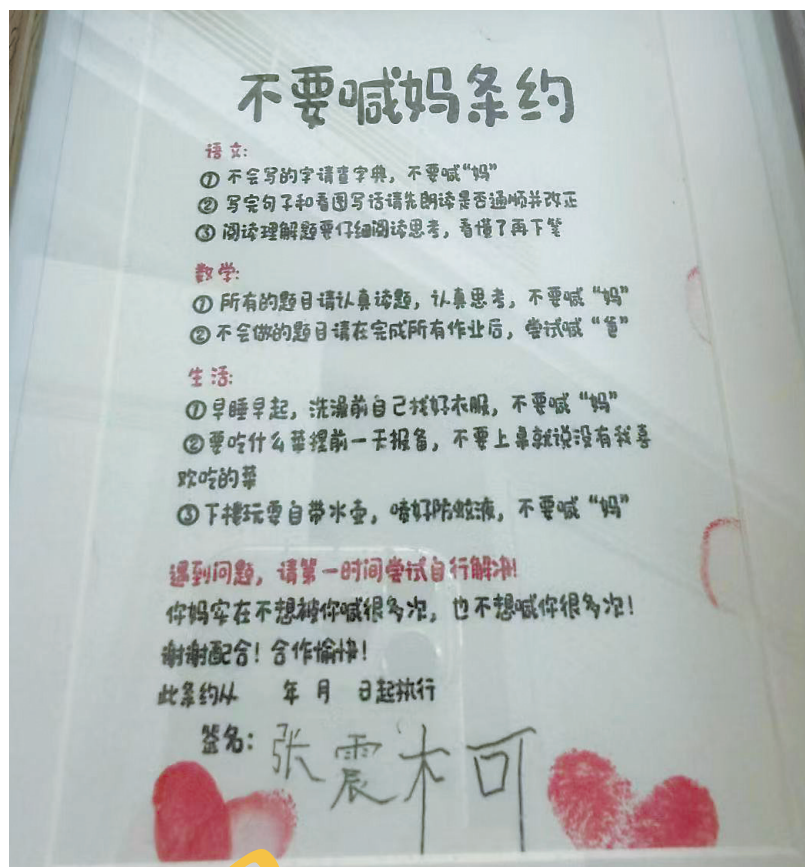 不要喊妈条约
语文:
① 不会写的字请查字典，不要喊“妈”
② 写完句子和看图写话请先朗读是否通顺并改正
③ 阅读理解题要仔细阅读思考，看懂了再下笔
数学:
① 所有的题目请认真读题，认真思考，不要喊“妈”
② 不会做的题目请在完成所有作业后，尝试喊“爸”
生活:
①早睡早起，洗澡前自己找好衣服，不要喊“妈”
②要吃什么菜提前一天报备，不要上桌就说没有我喜
欢吃的菜
③下楼玩耍自带水壶，喷好防蚊液，不要喊“妈”
遇到问题，请第一时间尝试自行解决!
你妈实在不想被你喊很多次，也不想喊你很多次!
谢谢配合! 合作愉快!
此条约从 年 月 日起执行
签名: 张震木可